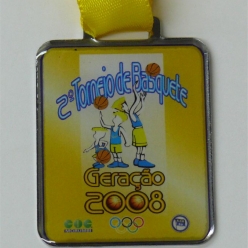 2º Torneio de Basquete
Geração
2008